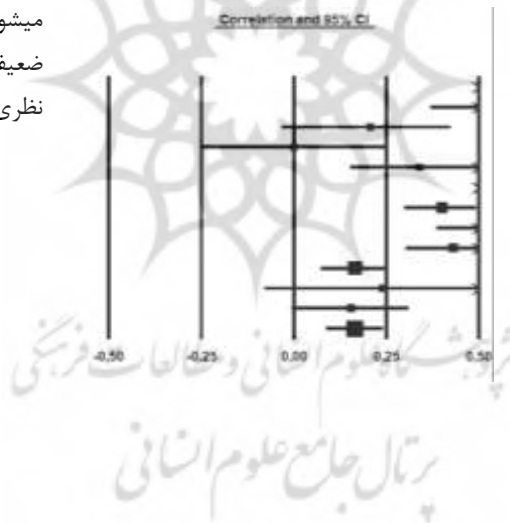 میشو
ضعیف
نظری
Correlation and 95% CI
-0,50 -0,25 0,00 0,25 0,50
پژوهشگاه علوم انسانی و مطالعات فرهنگی
پرتال جامع علوم انسانی